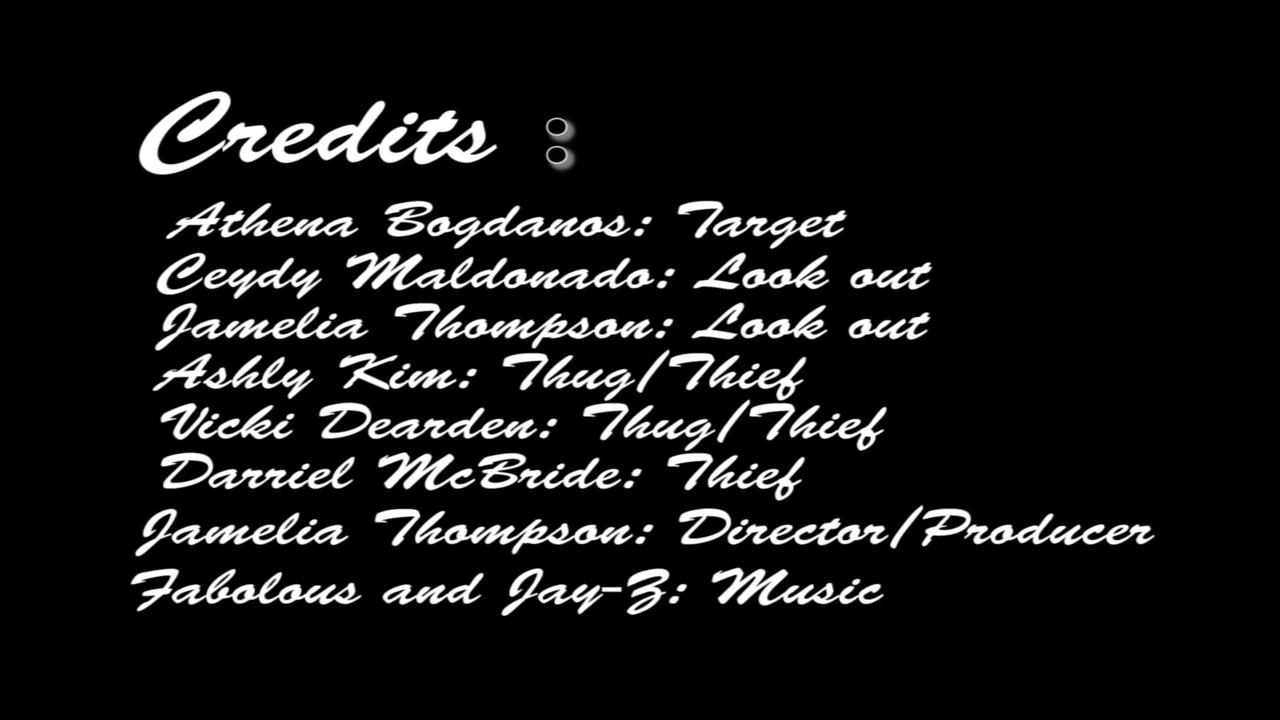 Credits :
Athena Bogdanos: Target
Ceydy Maldonado: Look out
Jamelia Thompson: Look out
Ashly Kim: Thug/Thief
Vicki Dearden: Thug/Thief
Darriel McBride: Thief
Jamelia Thompson: Director/Producer
Fabolous and Jay-Z: Music